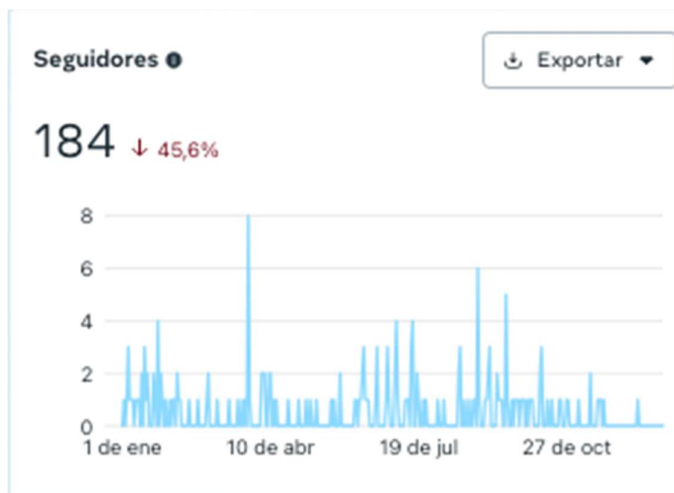 Seguidores
Exportar
184 ↓ 45,6%
8
6
4
2
0
1 de ene 10 de abr 19 de jul 27 de oct